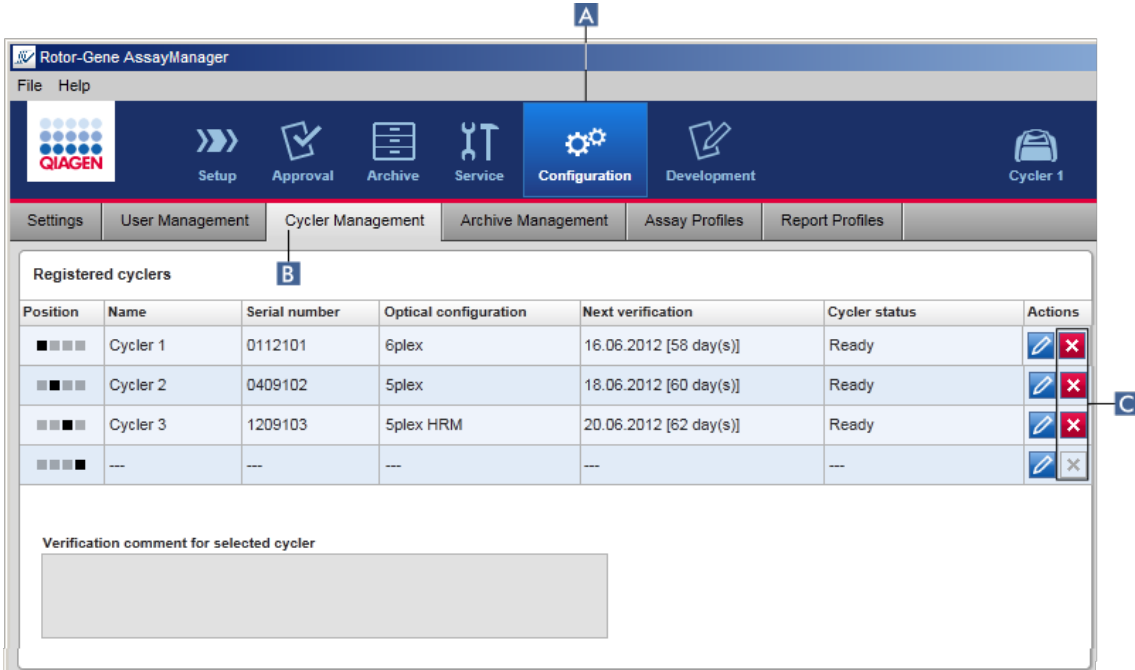 A
Rotor-Gene AssayManager
File Help
QIAGEN
Setup Approval Archive Service Configuration Development Cycler 1
Settings User Management Cycler Management Archive Management Assay Profiles Report Profiles
B
Registered cyclers
Position Name Serial number Optical configuration Next verification Cycler status Actions
Cycler 1 0112101 6plex 16.06.2012 [58 day(s)] Ready
Cycler 2 0409102 5plex 18.06.2012 [60 day(s)] Ready
C
Cycler 3 1209103 5plex HRM 20.06.2012 [62 day(s)] Ready
--- --- --- --- ---
Verification comment for selected cycler